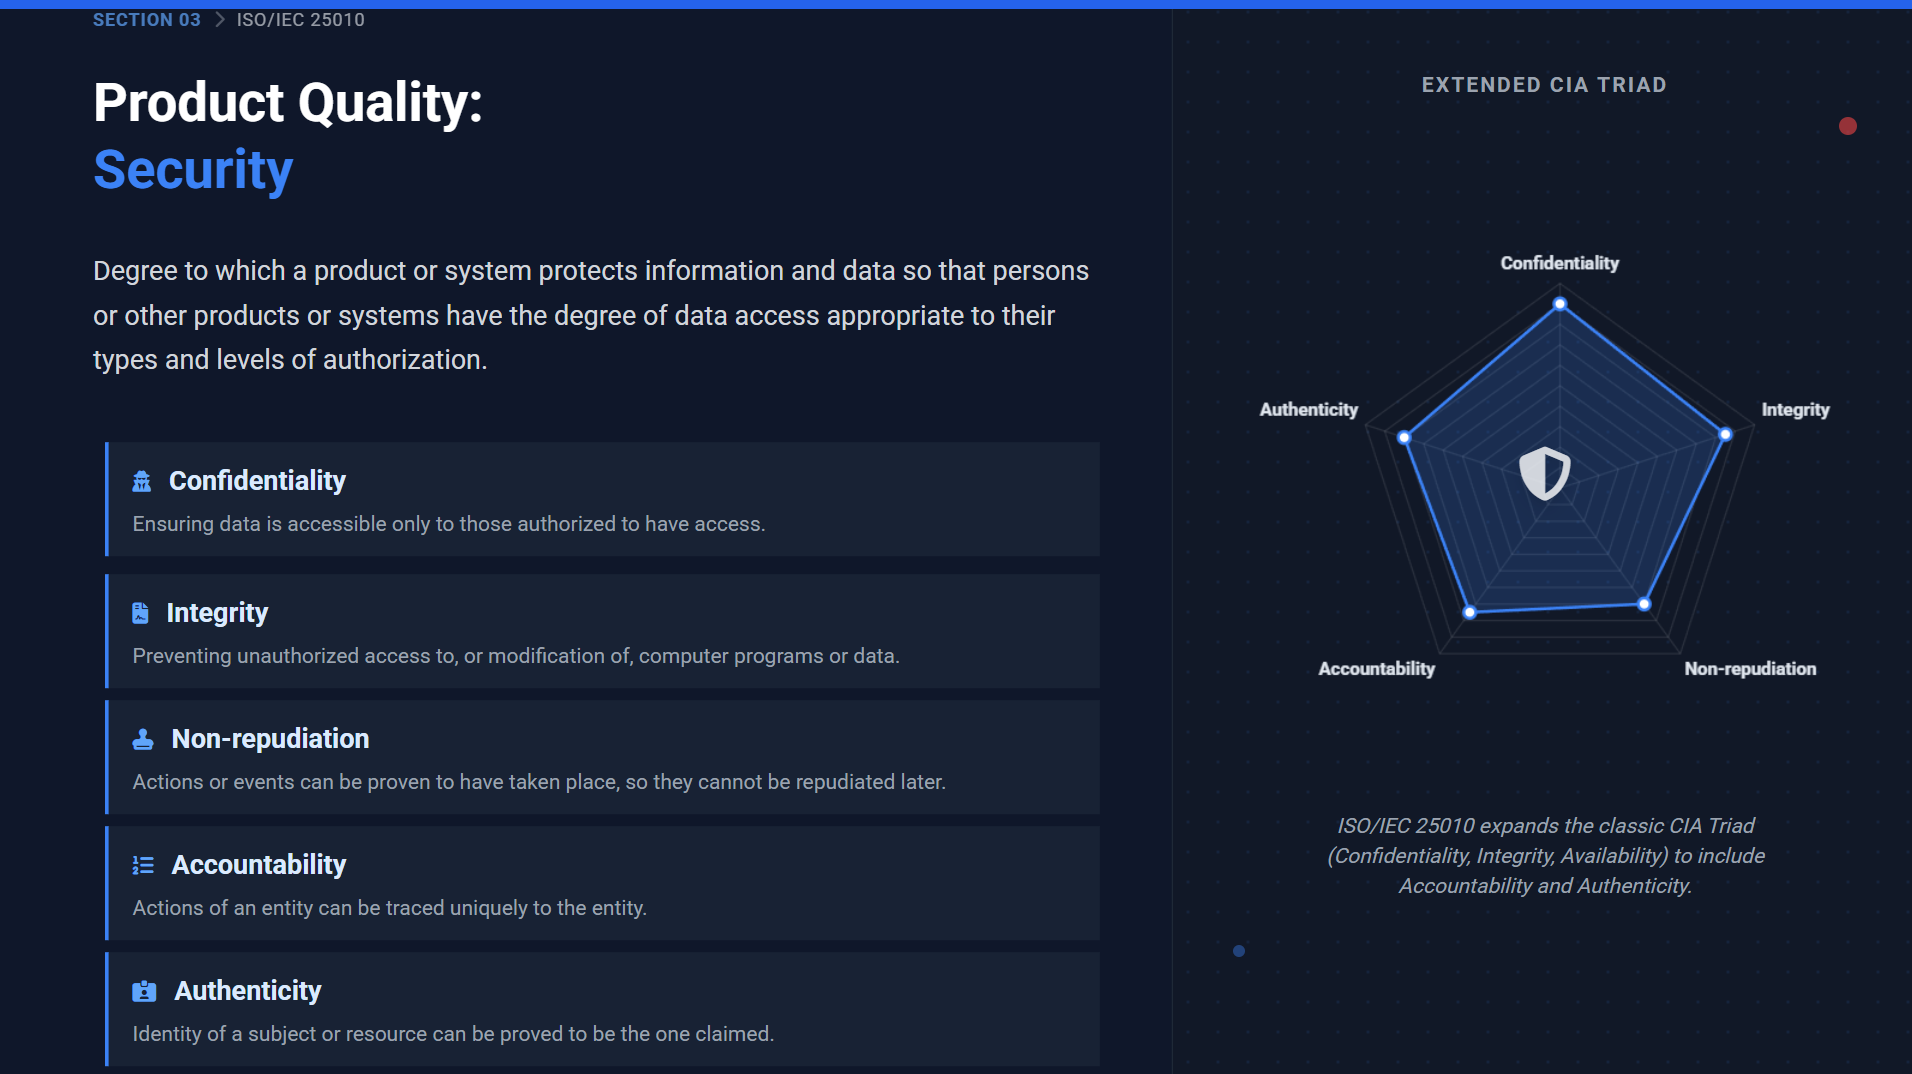 SECTION 03 > ISO/IEC 25010
Product Quality:
Security
Degree to which a product or system protects information and data so that persons
or other products or systems have the degree of data access appropriate to their
types and levels of authorization.
Confidentiality
Ensuring data is accessible only to those authorized to have access.
Integrity
Preventing unauthorized access to, or modification of, computer programs or data.
Non-repudiation
Actions or events can be proven to have taken place, so they cannot be repudiated later.
Accountability
Actions of an entity can be traced uniquely to the entity.
Authenticity
Identity of a subject or resource can be proved to be the one claimed.
EXTENDED CIA TRIAD
Confidentiality
Authenticity
Integrity
Accountability
Non-repudiation
ISO/IEC 25010 expands the classic CIA Triad
(Confidentiality, Integrity, Availability) to include
Accountability and Authenticity.